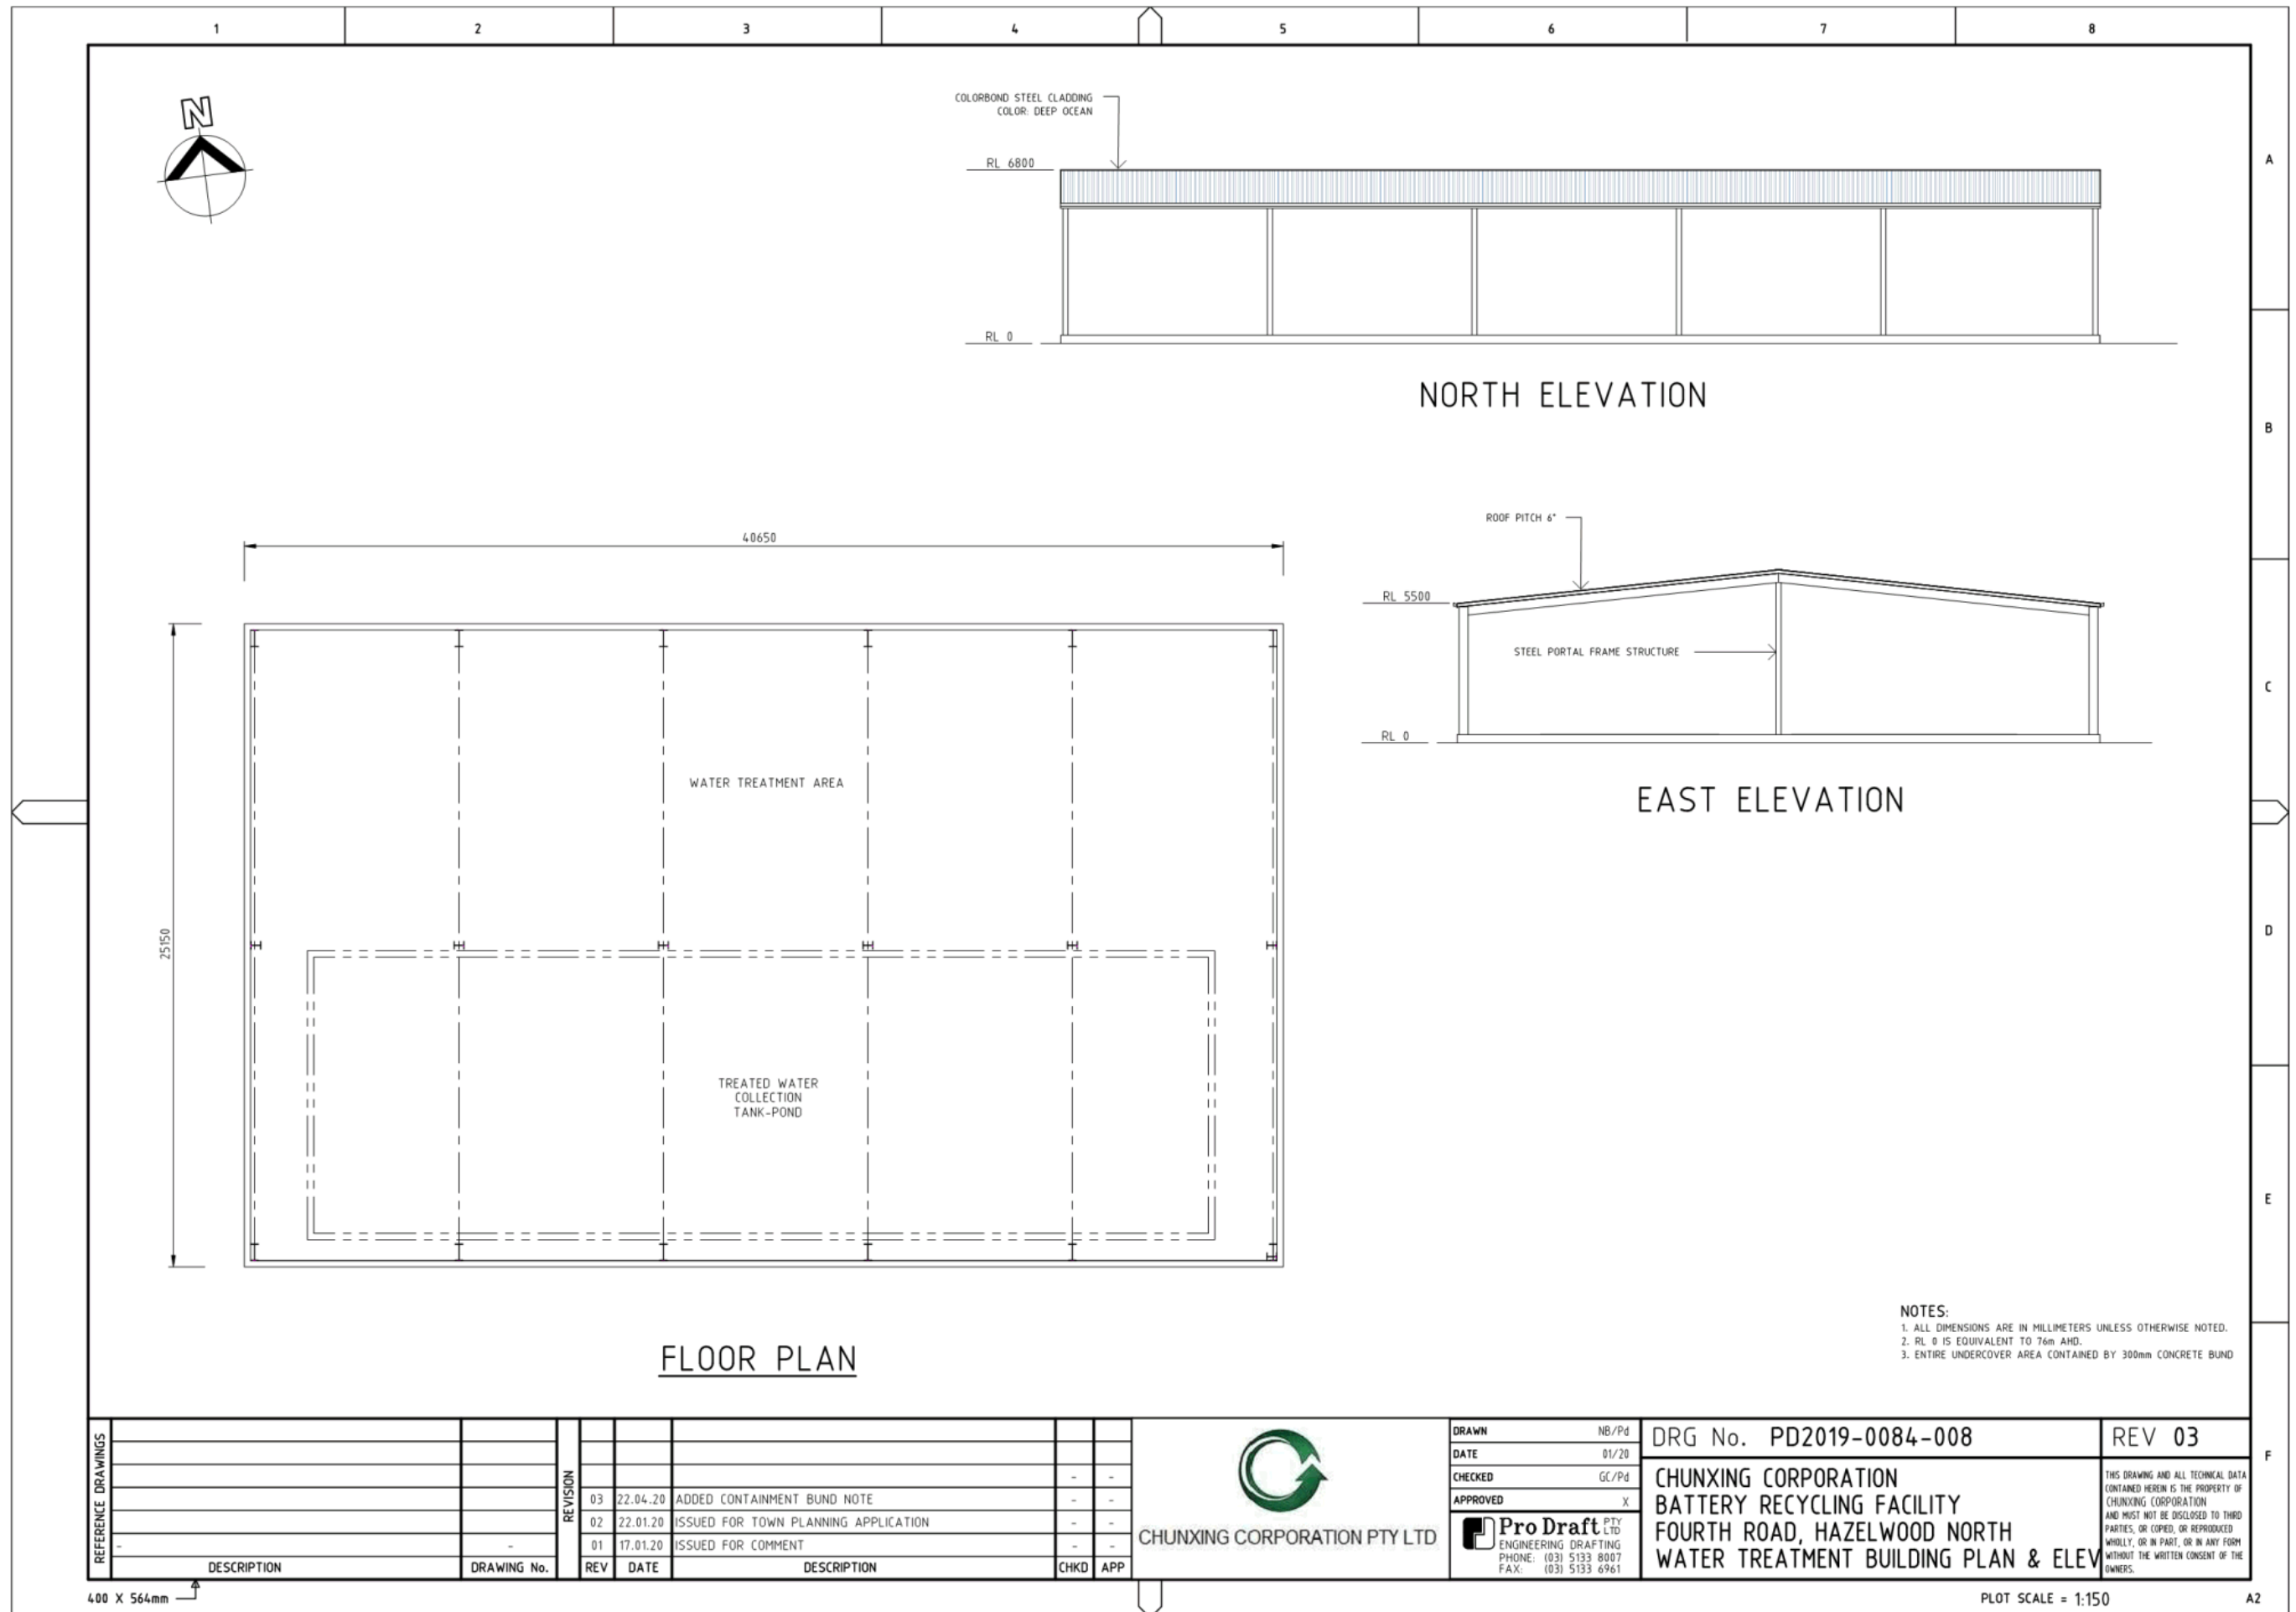 1 2 3 4 5 6 7 8
N
COLORBOND STEEL CLADDING
COLOR: DEEP OCEAN
RL 6800
RL 0
NORTH ELEVATION
A
B
C
D
E
F
ROOF PITCH 6°
RL 5500
STEEL PORTAL FRAME STRUCTURE
RL 0
EAST ELEVATION
40650
25150
WATER TREATMENT AREA
TREATED WATER
COLLECTION
TANK-POND
FLOOR PLAN
NOTES:
1. ALL DIMENSIONS ARE IN MILLIMETERS UNLESS OTHERWISE NOTED.
2. RL 0 IS EQUIVALENT TO 76m AHD.
3. ENTIRE UNDERCOVER AREA CONTAINED BY 300mm CONCRETE BUND
REFERENCE DRAWINGS
- -
DESCRIPTION DRAWING No.
REVISION
- -
03 22.04.20 ADDED CONTAINMENT BUND NOTE - -
02 22.01.20 ISSUED FOR TOWN PLANNING APPLICATION - -
01 17.01.20 ISSUED FOR COMMENT - -
REV DATE DESCRIPTION CHKD APP
CHUNXING CORPORATION PTY LTD
DRAWN NB/Pd
DATE 01/20
CHECKED GC/Pd
APPROVED X
Pro Draft PTY LTD
ENGINEERING DRAFTING
PHONE: (03) 5133 8007
FAX: (03) 5133 6961
DRG No. PD2019-0084-008
REV 03
CHUNXING CORPORATION
BATTERY RECYCLING FACILITY
FOURTH ROAD, HAZELWOOD NORTH
WATER TREATMENT BUILDING PLAN & ELEV
THIS DRAWING AND ALL TECHNICAL DATA
CONTAINED HEREIN IS THE PROPERTY OF
CHUNXING CORPORATION
AND MUST NOT BE DISCLOSED TO THIRD
PARTIES, OR COPIED, OR REPRODUCED
WHOLLY, OR IN PART, OR IN ANY FORM
WITHOUT THE WRITTEN CONSENT OF THE
OWNERS.
400 X 564mm
PLOT SCALE = 1:150
A2